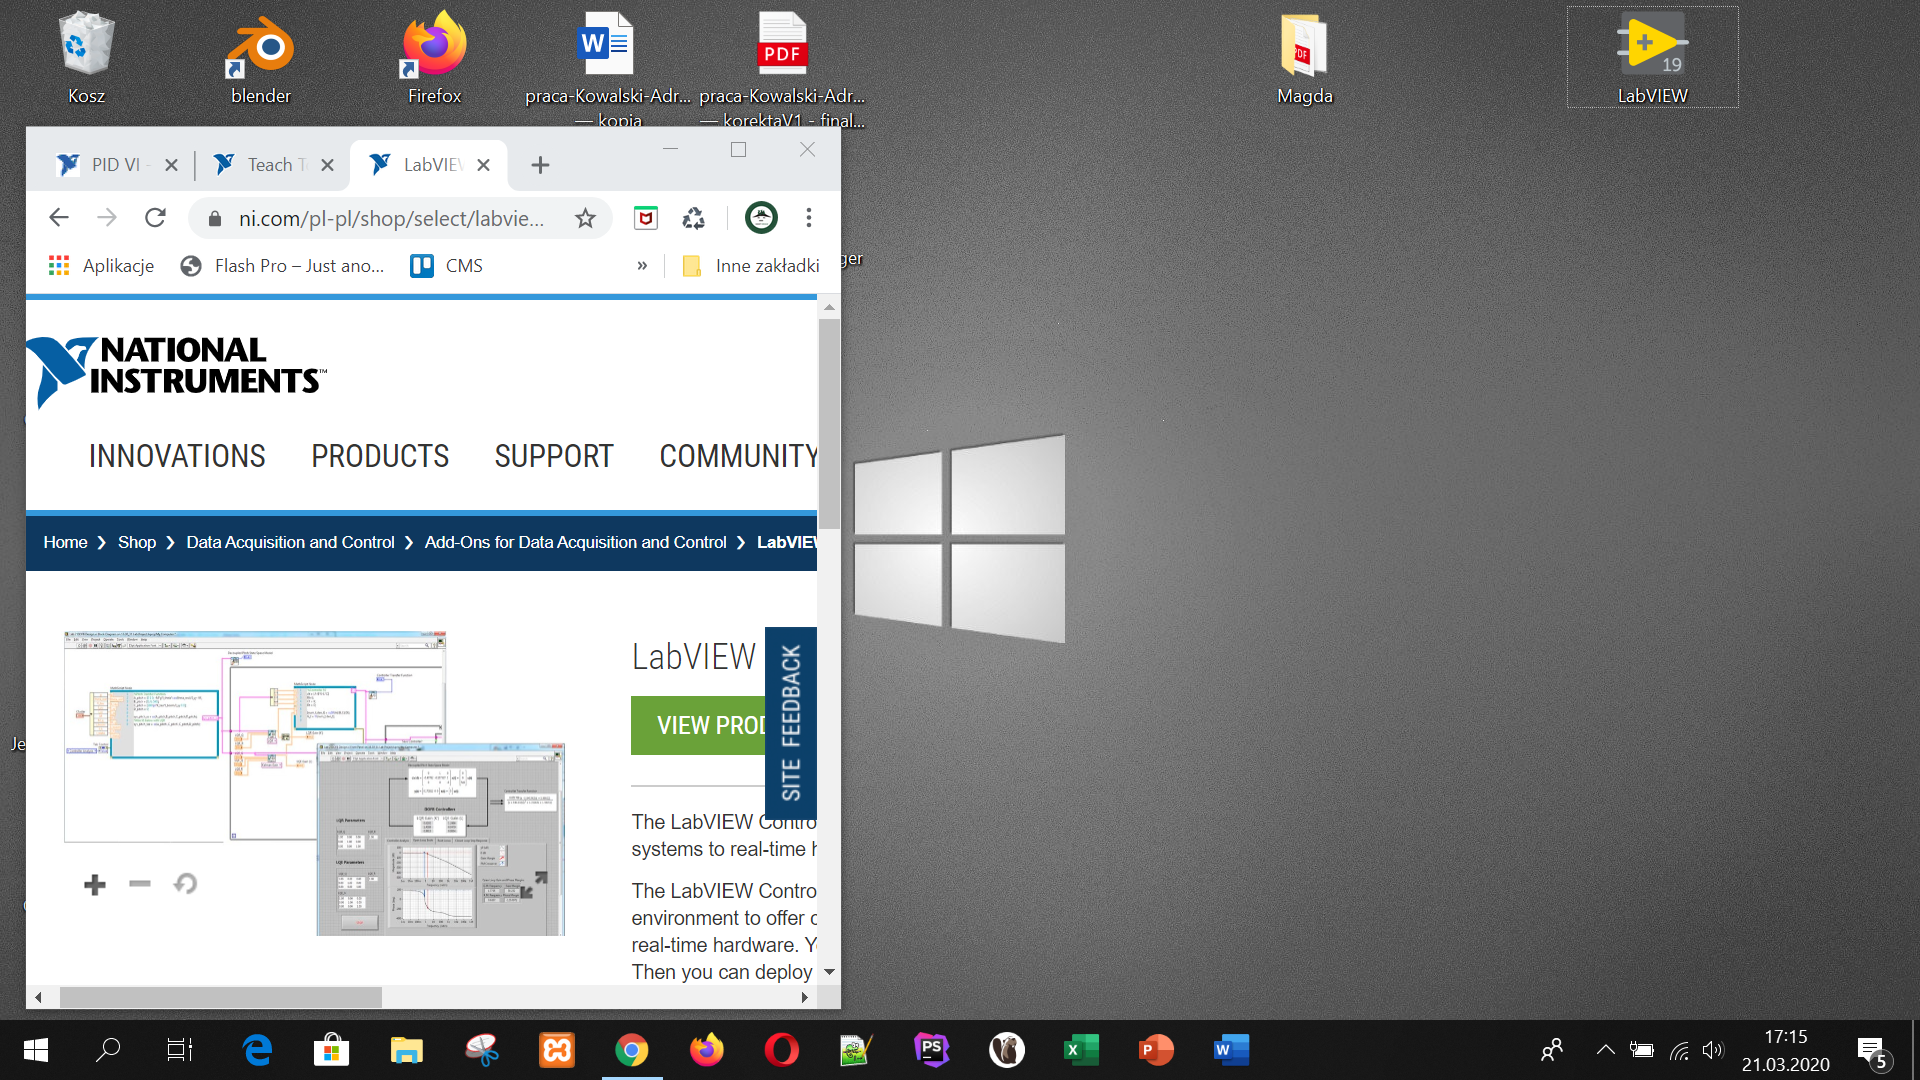 Kosz
blender
Firefox
praca-Kowalski-Adr...
— kopia
praca-Kowalski-Adr...
— korektaV1 - final...
Magda
19
LabVIEW
PDF
PID VI -
Teach T
LabVIEW
ni.com/pl-pl/shop/select/labvie...
Aplikacje
Flash Pro – Just ano...
CMS
»
Inne zakładki
ger
NATIONAL
INSTRUMENTS™
INNOVATIONS
PRODUCTS
SUPPORT
COMMUNITY
Home
Shop
Data Acquisition and Control
Add-Ons for Data Acquisition and Control
LabVIEW
LabVIEW
VIEW PROD
SITE FEEDBACK
The LabVIEW Contro
systems to real-time h
The LabVIEW Contro
environment to offer c
real-time hardware. Y
Then you can deploy
Je
17:15
21.03.2020
5